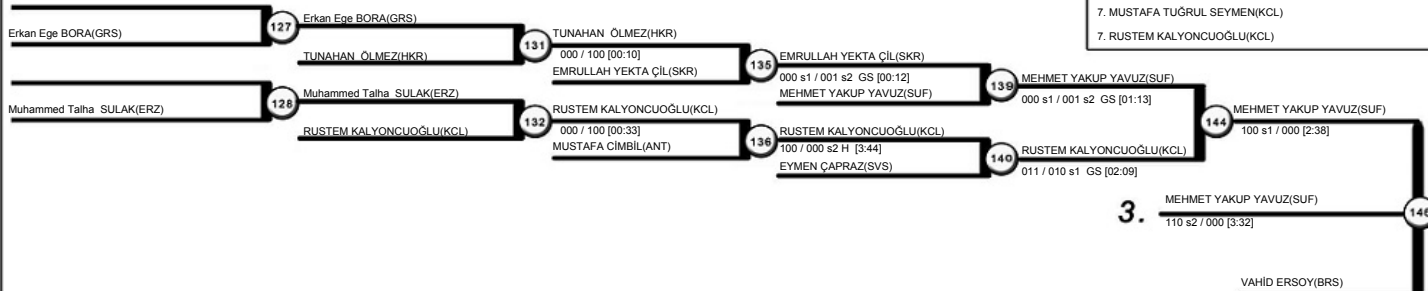 7. MUSTAFA TUĞRUL SEYMEN(KCL)
7. RUSTEM KALYONCUOĞLU(KCL)
Erkan Ege BORA(GRS)
127
Erkan Ege BORA(GRS)
TUNAHAN ÖLMEZ(HKR)
131
TUNAHAN ÖLMEZ(HKR)
000 / 100 [00:10]
EMRULLAH YEKTA ÇİL(SKR)
135
EMRULLAH YEKTA ÇİL(SKR)
000 s1 / 001 s2 GS [00:12]
MEHMET YAKUP YAVUZ(SUF)
139
MEHMET YAKUP YAVUZ(SUF)
000 s1 / 001 s2 GS [01:13]
Muhammed Talha SULAK(ERZ)
128
Muhammed Talha SULAK(ERZ)
RUSTEM KALYONCUOĞLU(KCL)
132
RUSTEM KALYONCUOĞLU(KCL)
000 / 100 [00:33]
MUSTAFA CİMBİL(ANT)
136
RUSTEM KALYONCUOĞLU(KCL)
100 / 000 s2 H [3:44]
EYMEN ÇAPRAZ(SVS)
140
RUSTEM KALYONCUOĞLU(KCL)
011 / 010 s1 GS [02:09]
144
MEHMET YAKUP YAVUZ(SUF)
100 s1 / 000 [2:38]
3.
MEHMET YAKUP YAVUZ(SUF)
110 s2 / 000 [3:32]
146
VAHİD ERSOY(BRS)